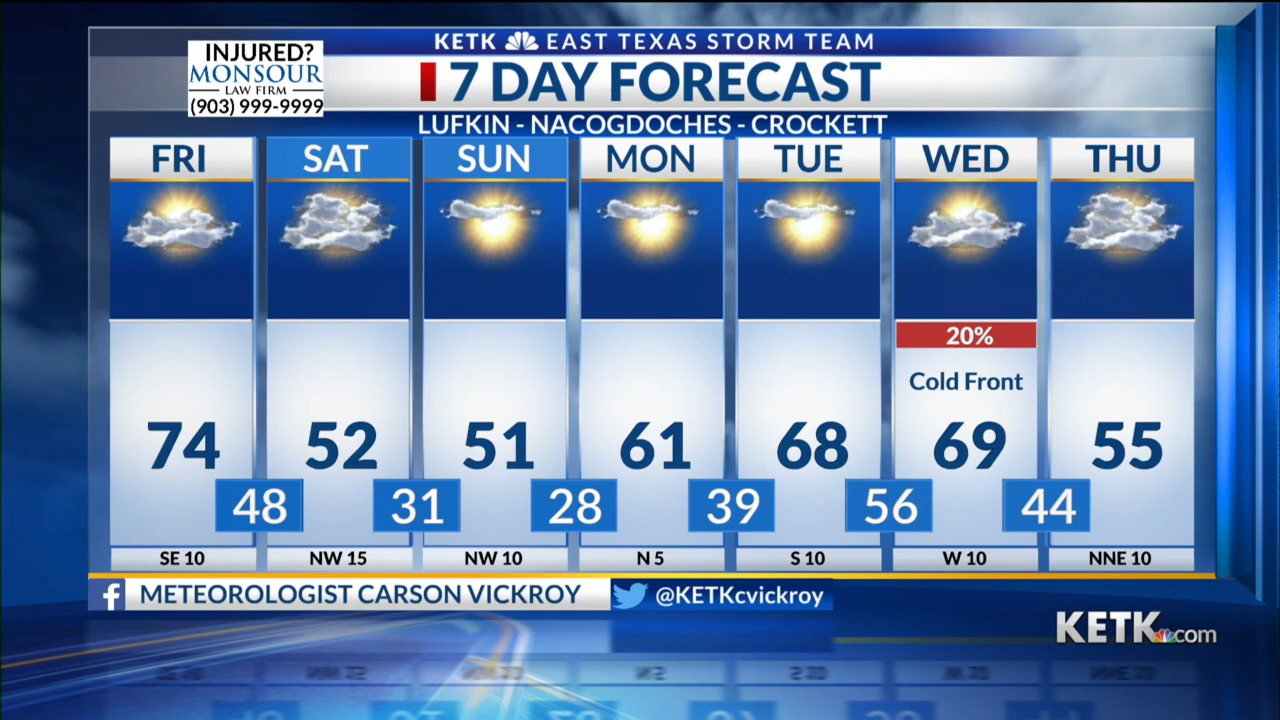 KETK EAST TEXAS STORM TEAM
INJURED?
MONSOUR
LAW FIRM
(903) 999-9999
7 DAY FORECAST
LUFKIN - NACOGDOCHES - CROCKETT
FRI SAT SUN MON TUE WED THU
20%
Cold Front
74 52 51 61 68 69 55
48 31 28 39 56 44
SE 10 NW 15 NW 10 N 5 S 10 W 10 NNE 10
f METEOROLOGIST CARSON VICKROY @KETKcvickroy
KETK.com